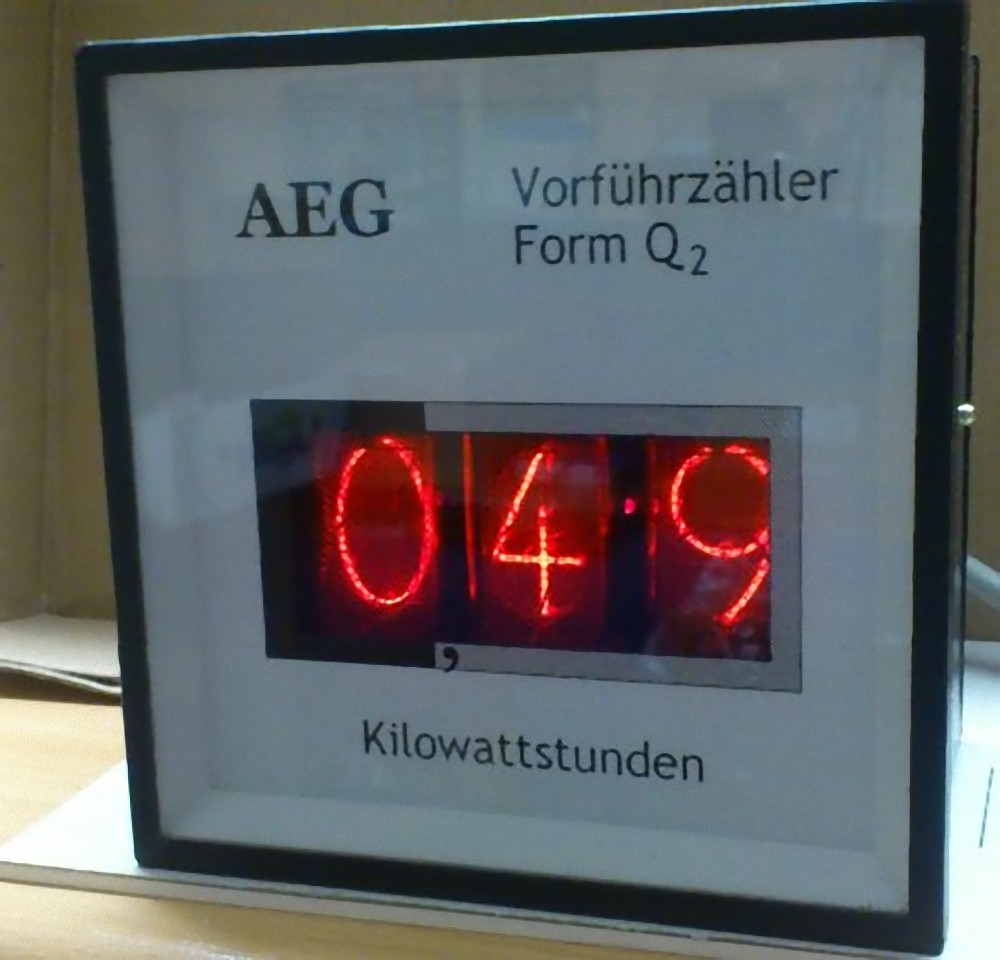 AEG
Vorführzähler
Form Q₂
0,49
Kilowattstunden